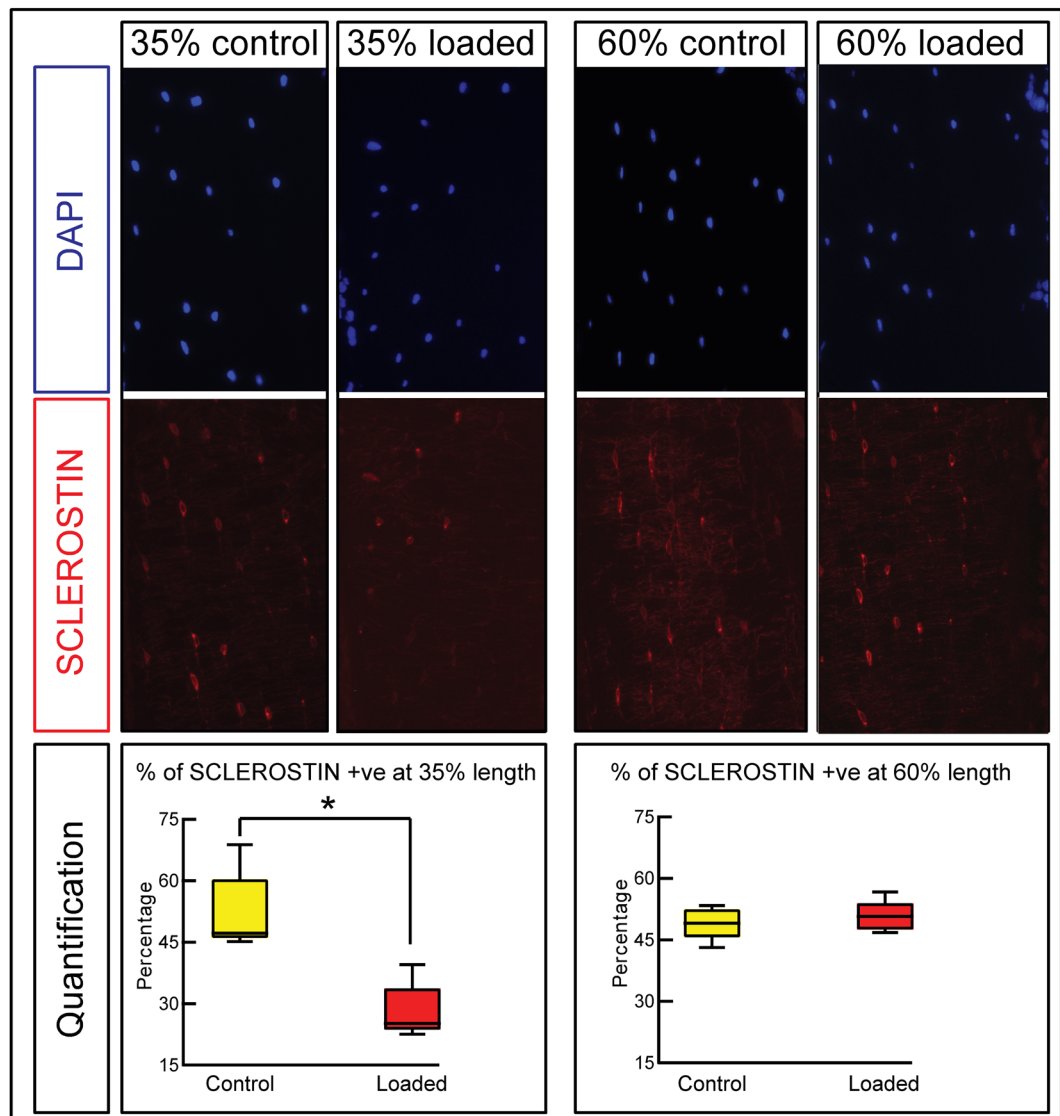 35% control
35% loaded
60% control
60% loaded
DAPI
SCLEROSTIN
Quantification
% of SCLEROSTIN +ve at 35% length
*
Percentage
75
60
45
30
15
Control
Loaded
% of SCLEROSTIN +ve at 60% length
Percentage
75
60
45
30
15
Control
Loaded